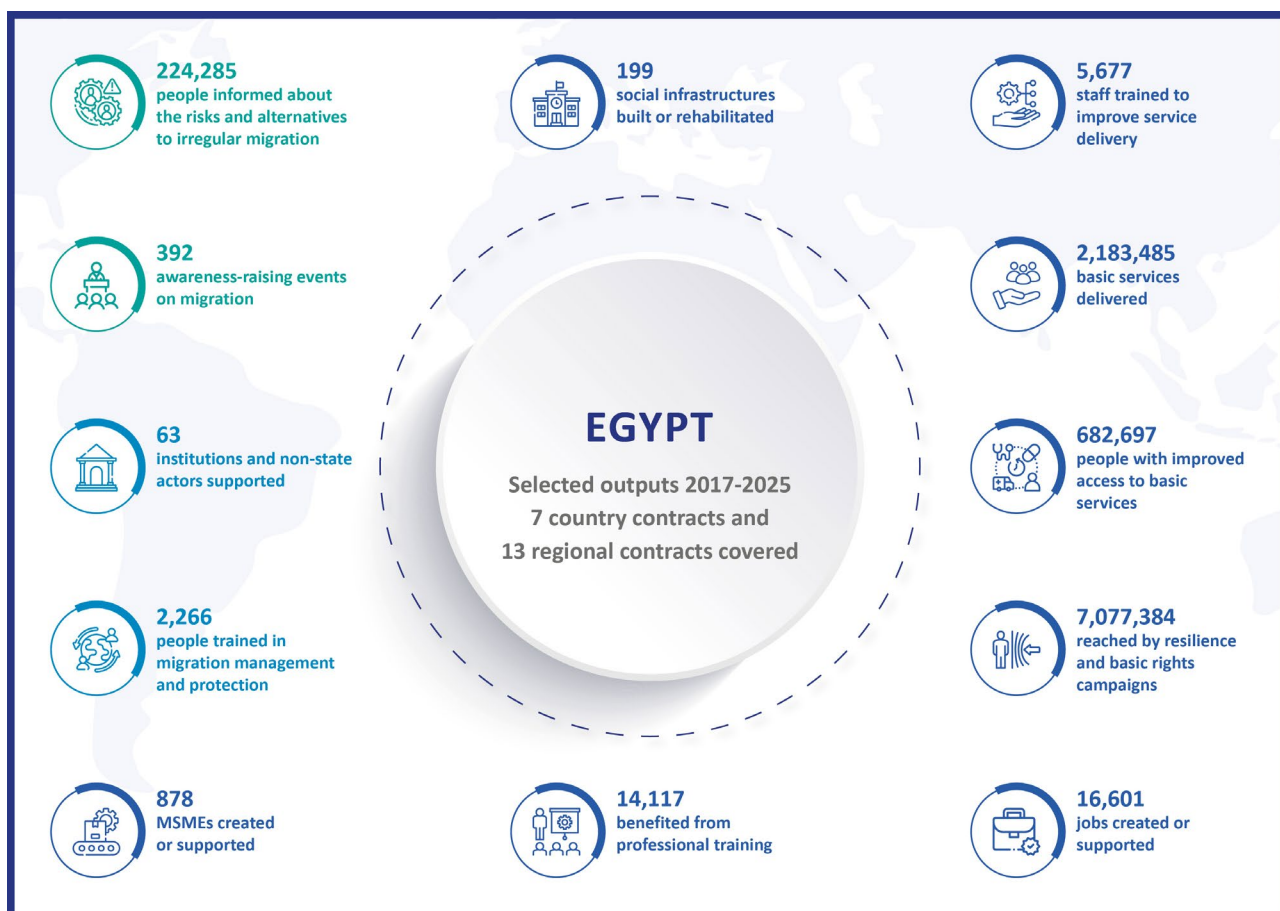 224,285
people informed about
the risks and alternatives
to irregular migration
199
social infrastructures
built or rehabilitated
5,677
staff trained to
improve service
delivery
392
awareness-raising events
on migration
2,183,485
basic services
delivered
EGYPT
Selected outputs 2017-2025
7 country contracts and
13 regional contracts covered
63
institutions and non-state
actors supported
682,697
people with improved
access to basic
services
2,266
people trained in
migration management
and protection
7,077,384
reached by resilience
and basic rights
campaigns
878
MSMEs created
or supported
14,117
benefited from
professional training
16,601
jobs created or
supported